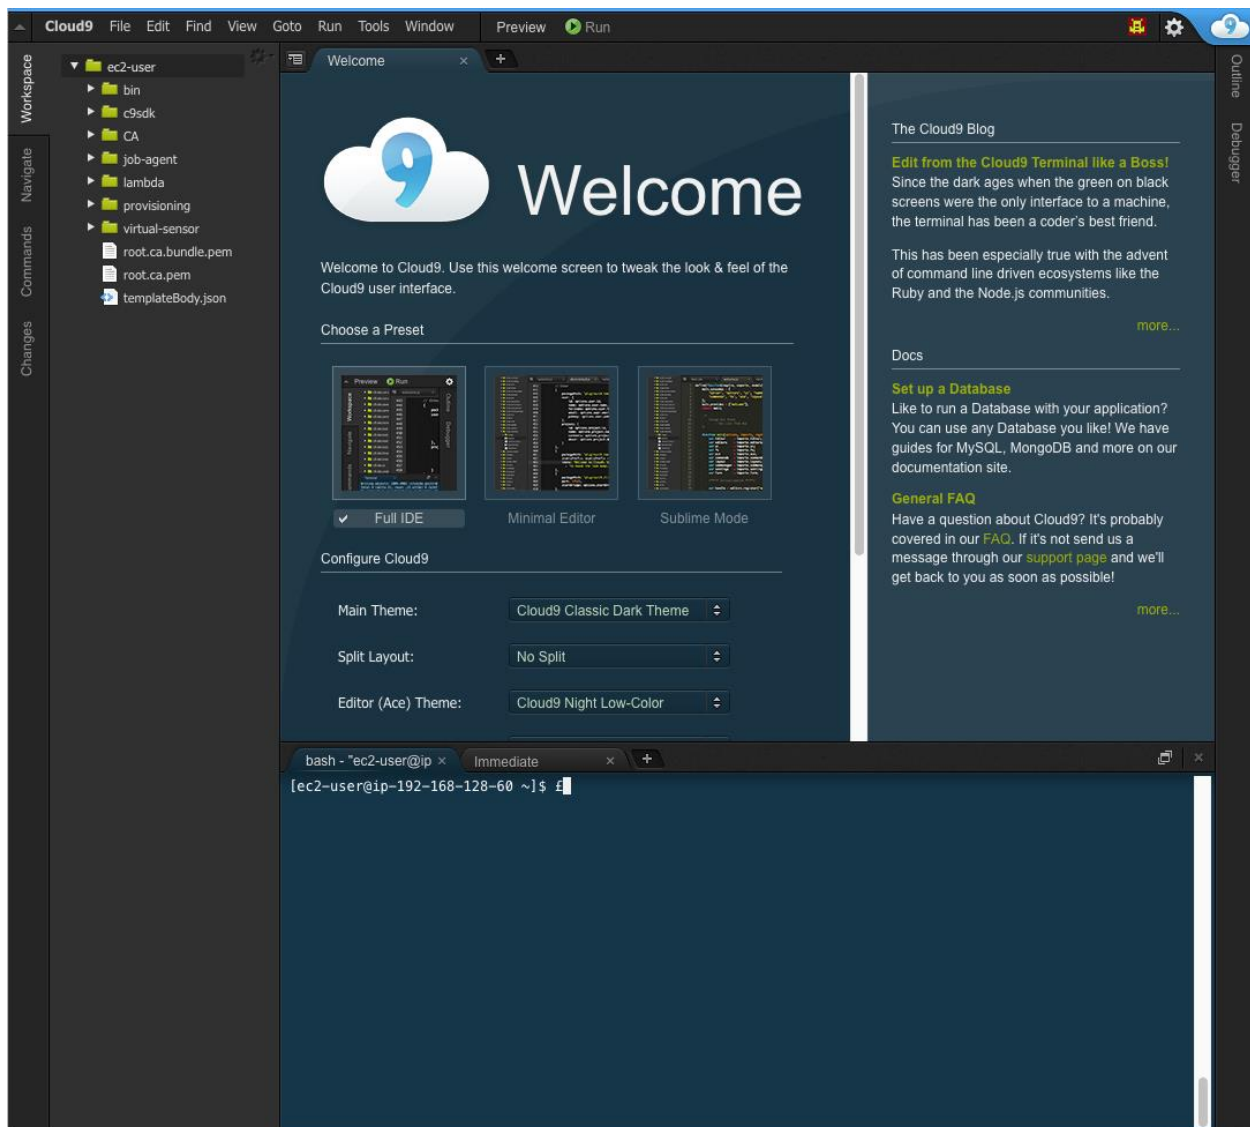 Cloud9 File Edit Find View Goto Run Tools Window Preview Run
9
Workspace
Navigate
Commands
Changes
ec2-user
bin
c9sdk
CA
job-agent
lambda
provisioning
virtual-sensor
root.ca.bundle.pem
root.ca.pem
templateBody.json
Welcome
9
Welcome
Welcome to Cloud9. Use this welcome screen to tweak the look & feel of the
Cloud9 user interface.
Choose a Preset
Preview Run
Full IDE
Minimal Editor
Sublime Mode
Configure Cloud9
Main Theme: Cloud9 Classic Dark Theme
Split Layout: No Split
Editor (Ace) Theme: Cloud9 Night Low-Color
The Cloud9 Blog
Edit from the Cloud9 Terminal like a Boss!
Since the dark ages when the green on black
screens were the only interface to a machine,
the terminal has been a coder's best friend.
This has been especially true with the advent
of command line driven ecosystems like the
Ruby and the Node.js communities.
more...
Docs
Set up a Database
Like to run a Database with your application?
You can use any Database you like! We have
guides for MySQL, MongoDB and more on our
documentation site.
General FAQ
Have a question about Cloud9? It's probably
covered in our FAQ. If it's not send us a
message through our support page and we'll
get back to you as soon as possible!
more...
Outline
Debugger
bash - "ec2-user@ip
Immediate
[ec2-user@ip-192-168-128-60 ~]$ £